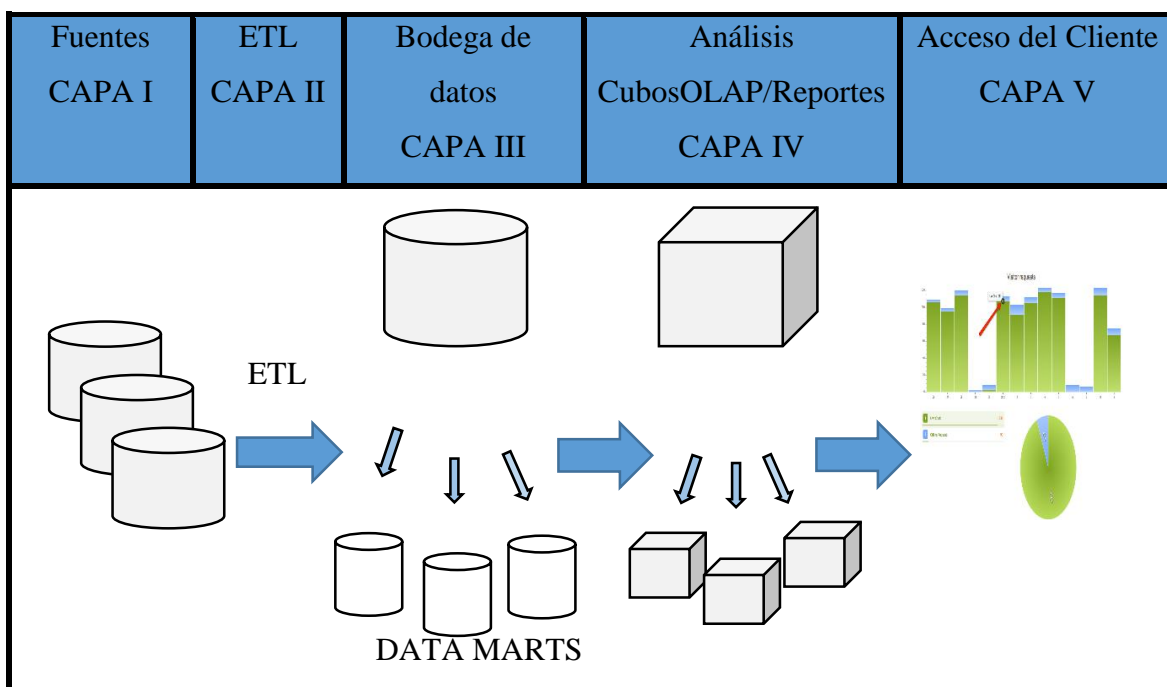 Fuentes
CAPA I
ETL
CAPA II
Bodega de
datos
CAPA III
Análisis
CubosOLAP/Reportes
CAPA IV
Acceso del Cliente
CAPA V
ETL
DATA MARTS